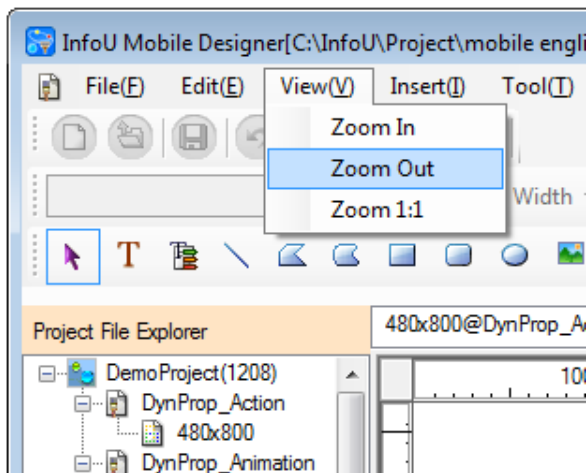 InfoU Mobile Designer[C:\InfoU\Project\mobile engli
File(F) Edit(E) View(V) Insert(I) Tool(T)
Zoom In
Zoom Out
Width
Zoom 1:1
T
Project File Explorer
480x800@DynProp_A
DemoProject(1208)
100
DynProp_Action
480x800
DynProp_Animation